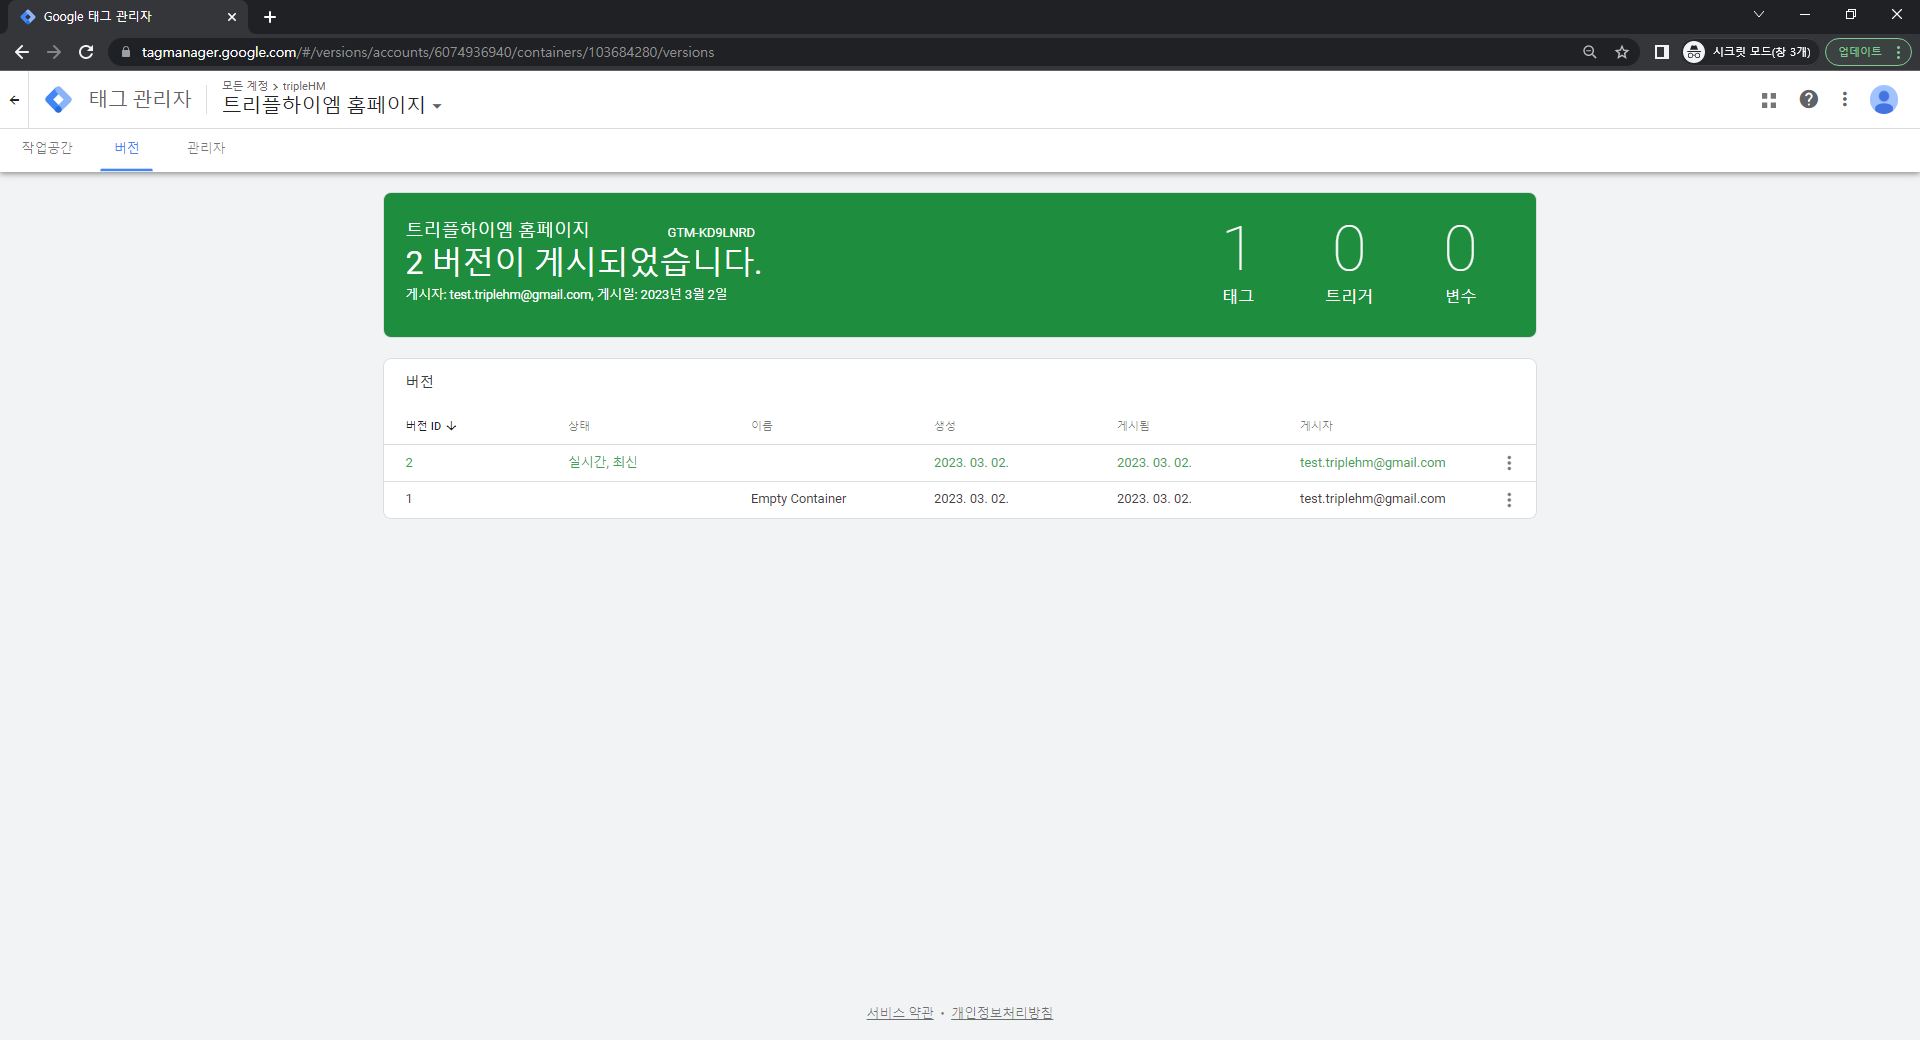 Google 태그 관리자
tagmanager.google.com/#/versions/accounts/6074936940/containers/103684280/versions
시크릿 모드(창 3개)
업데이트
태그 관리자
모든 계정 > tripleHM
트리플하이엠 홈페이지
작업공간
버전
관리자
트리플하이엠 홈페이지 GTM-KD9LNRD
2 버전이 게시되었습니다.
게시자: test.triplehm@gmail.com, 게시일: 2023년 3월 2일
1 0 0
태그 트리거 변수
버전
버전 ID 상태 이름 생성 게시됨 게시자
2 실시간, 최신 2023. 03. 02. 2023. 03. 02. test.triplehm@gmail.com
1 Empty Container 2023. 03. 02. 2023. 03. 02. test.triplehm@gmail.com
서비스 약관 • 개인정보처리방침